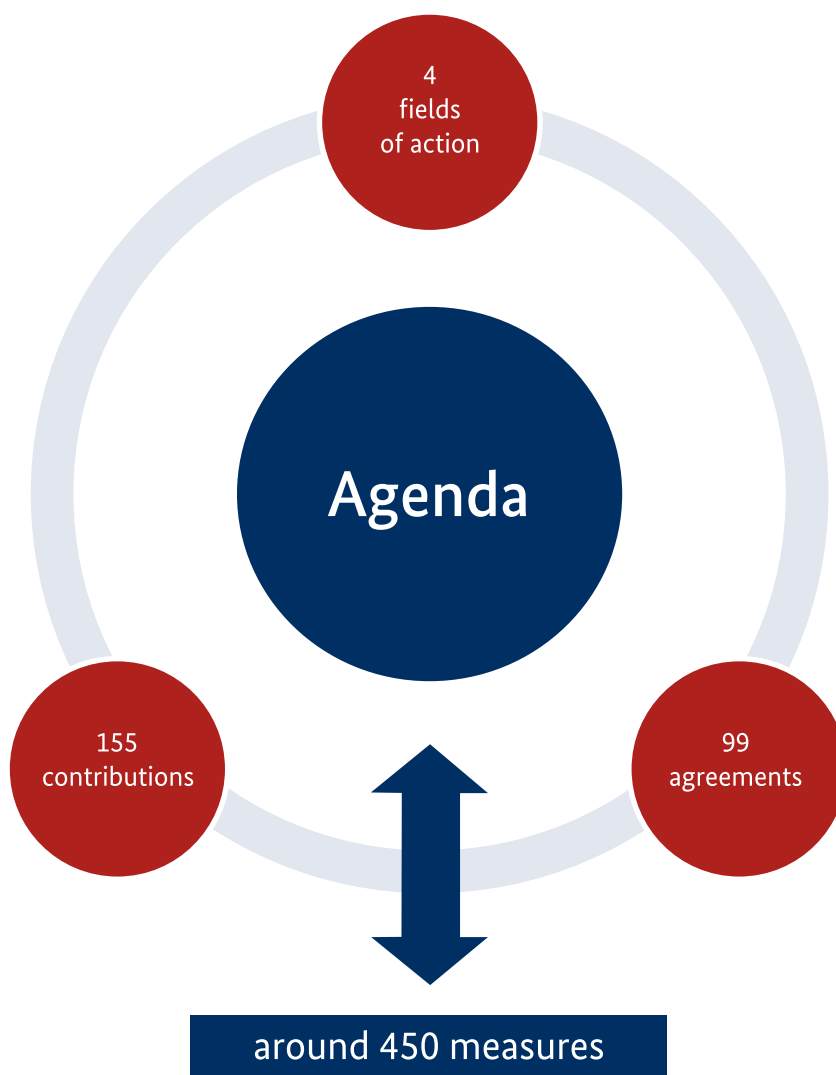 4
fields
of action
Agenda
155
contributions
99
agreements
around 450 measures